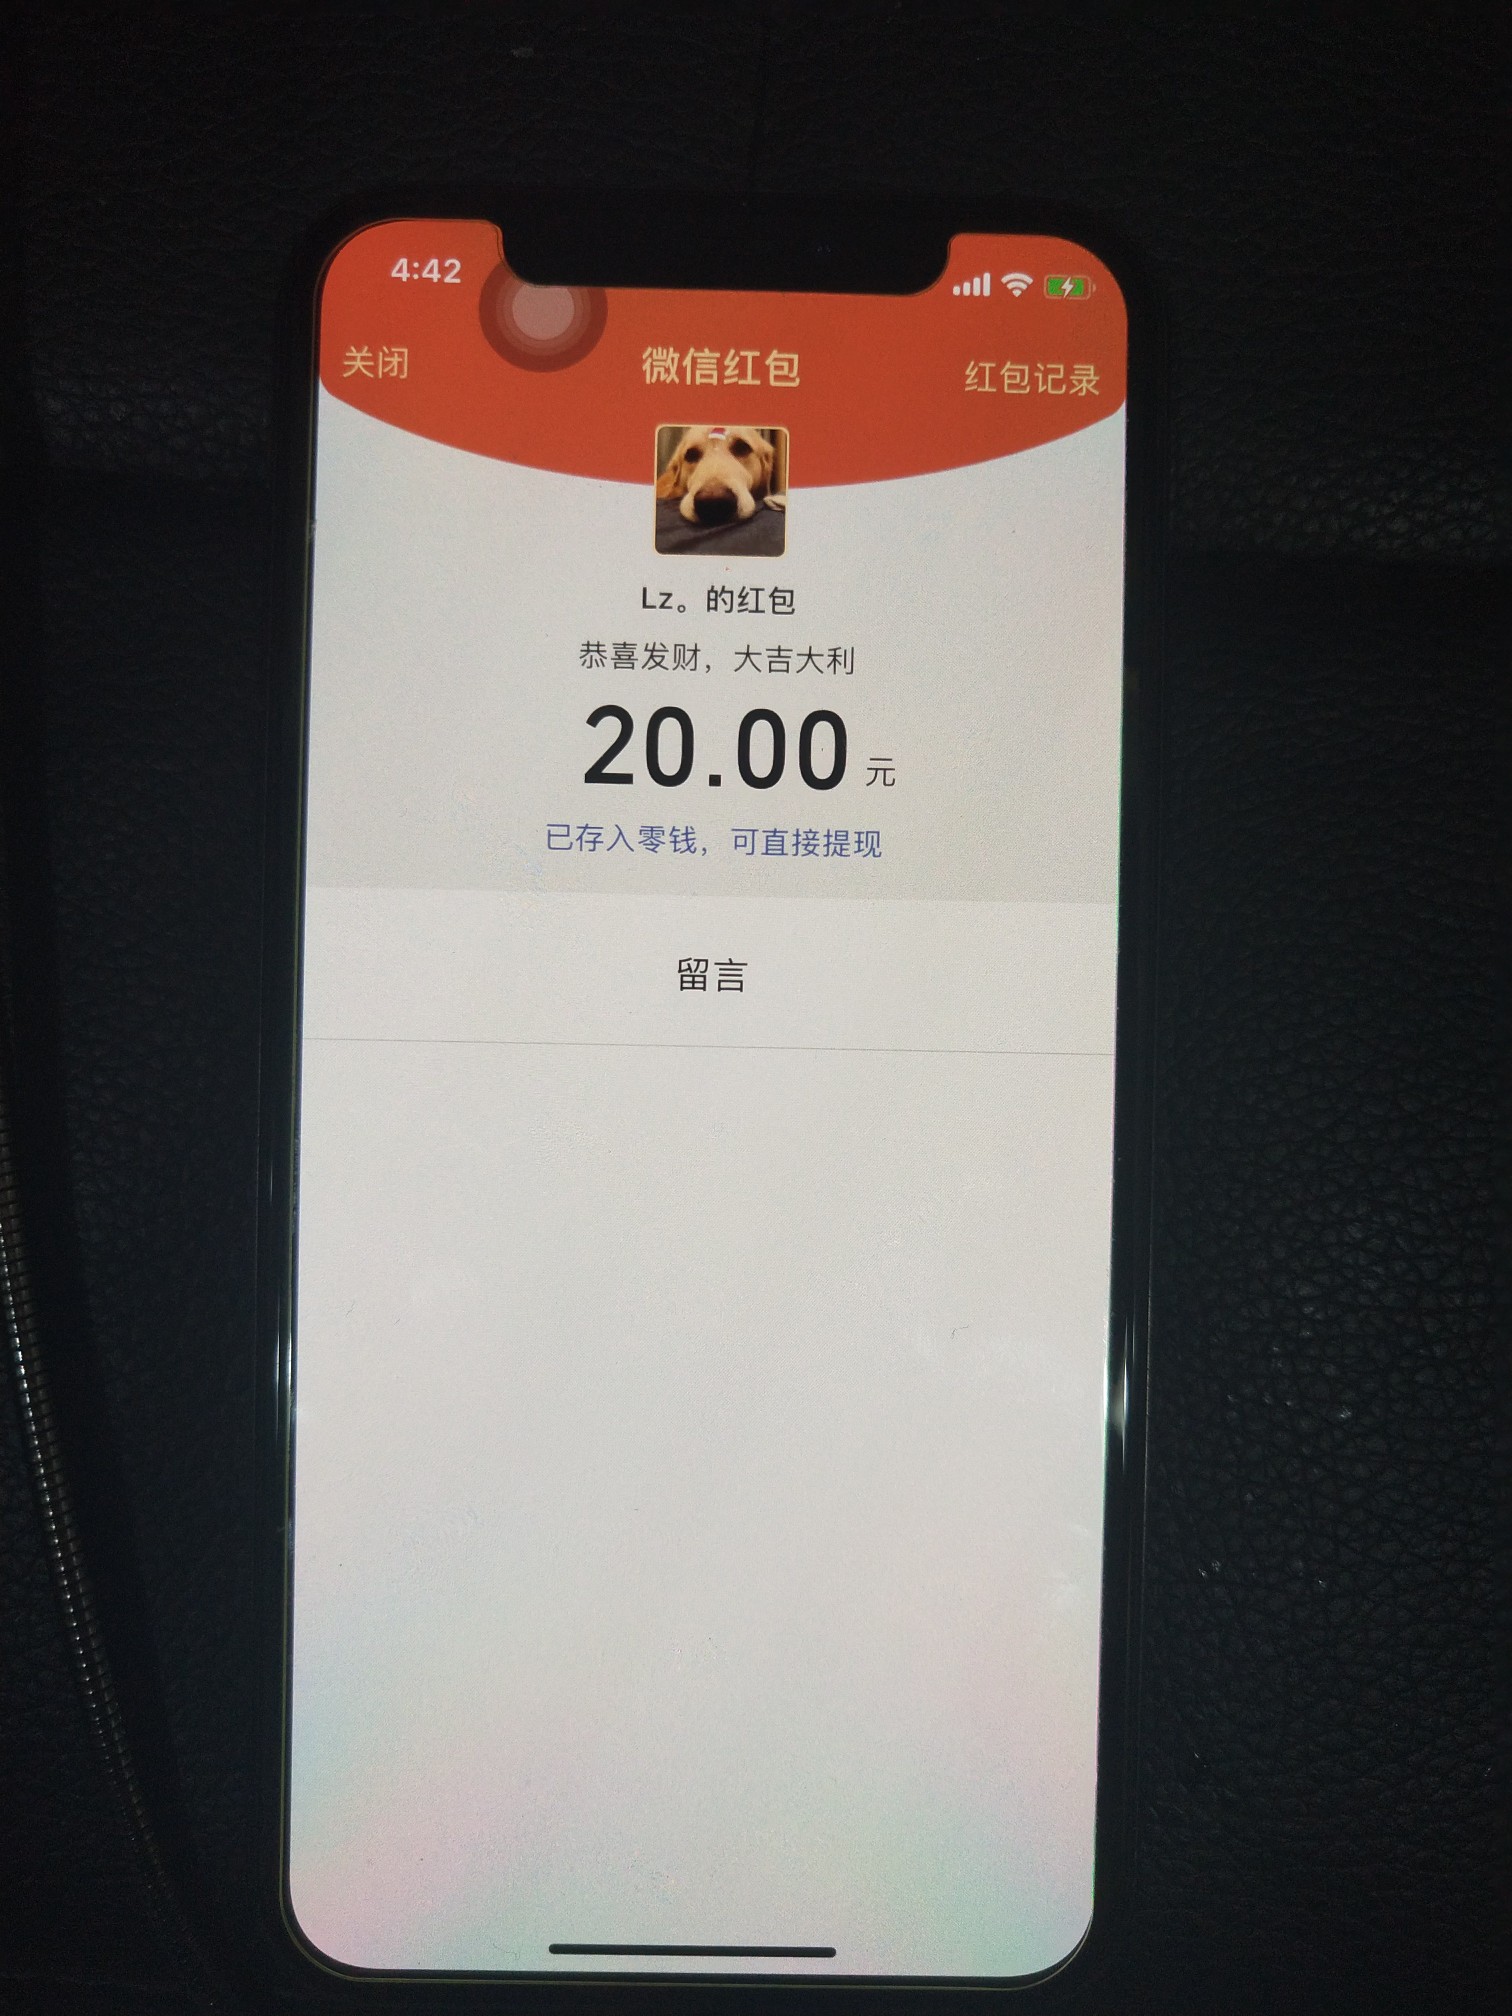 4:42
关闭
微信红包
红包记录
Lz。的红包
恭喜发财，大吉大利
20.00元
已存入零钱，可直接提现
留言